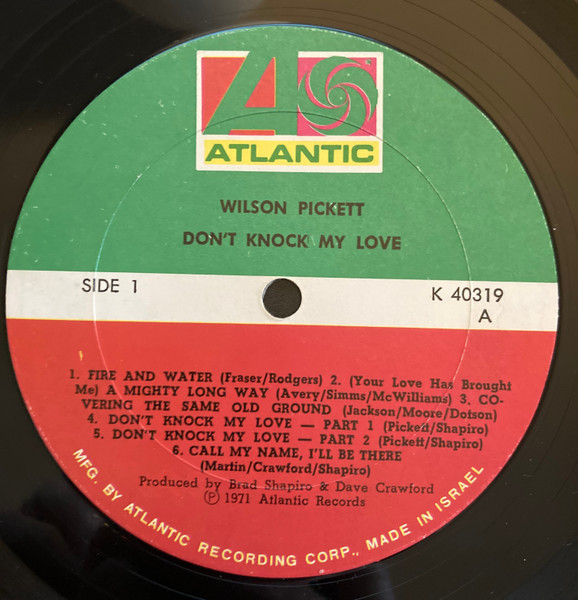 ATLANTIC
WILSON PICKETT
DON'T KNOCK MY LOVE
SIDE 1
K 40319
A
1. FIRE AND WATER (Fraser/Rodgers) 2. (Your Love Has Brought
Me) A MIGHTY LONG WAY (Avery/Simms/McWilliams) 3. CO-
VERING THE SAME OLD GROUND (Jackson/Moore/Dotson)
4. DON'T KNOCK MY LOVE — PART 1 (Pickett/Shapiro)
5. DON'T KNOCK MY LOVE — PART 2 (Pickett/Shapiro)
6. CALL MY NAME, I'LL BE THERE
(Martin/Crawford/Shapiro)
Produced by Brad Shapiro & Dave Crawford
Ⓟ 1971 Atlantic Records
MFG. BY ATLANTIC RECORDING CORP., MADE IN ISRAEL